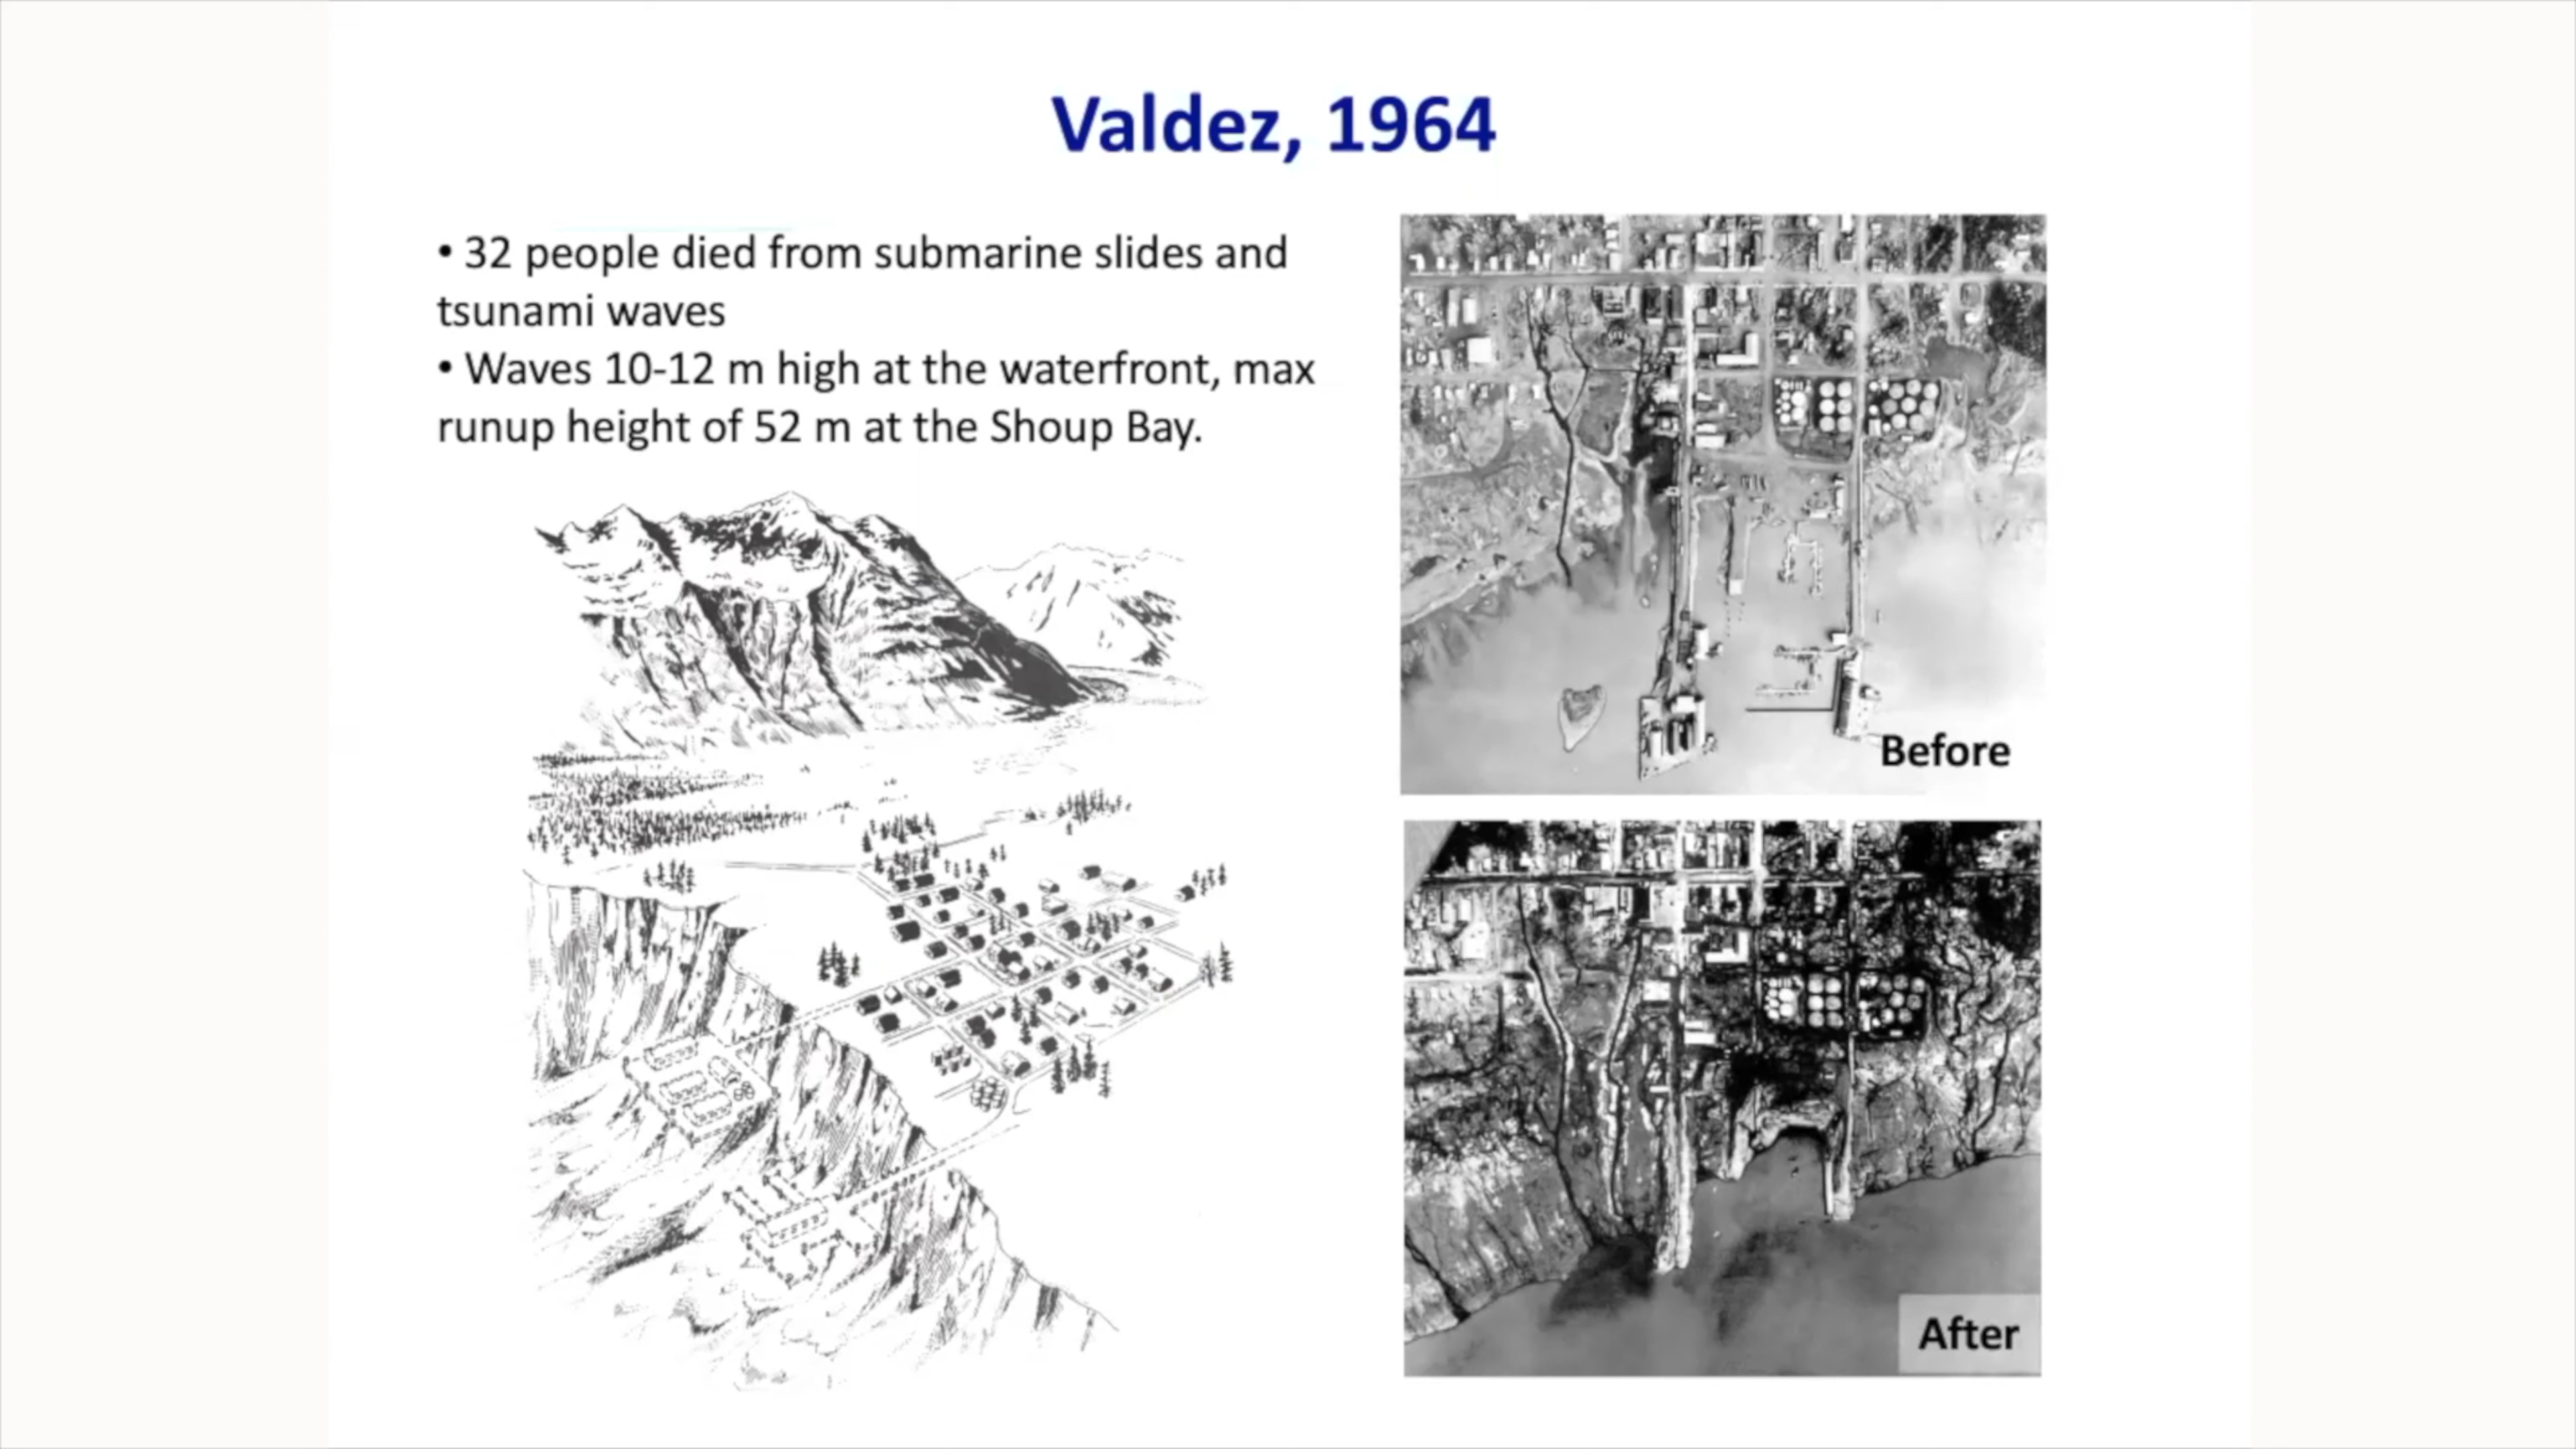 Valdez, 1964
• 32 people died from submarine slides and
tsunami waves
• Waves 10-12 m high at the waterfront, max
runup height of 52 m at the Shoup Bay.
Before
After